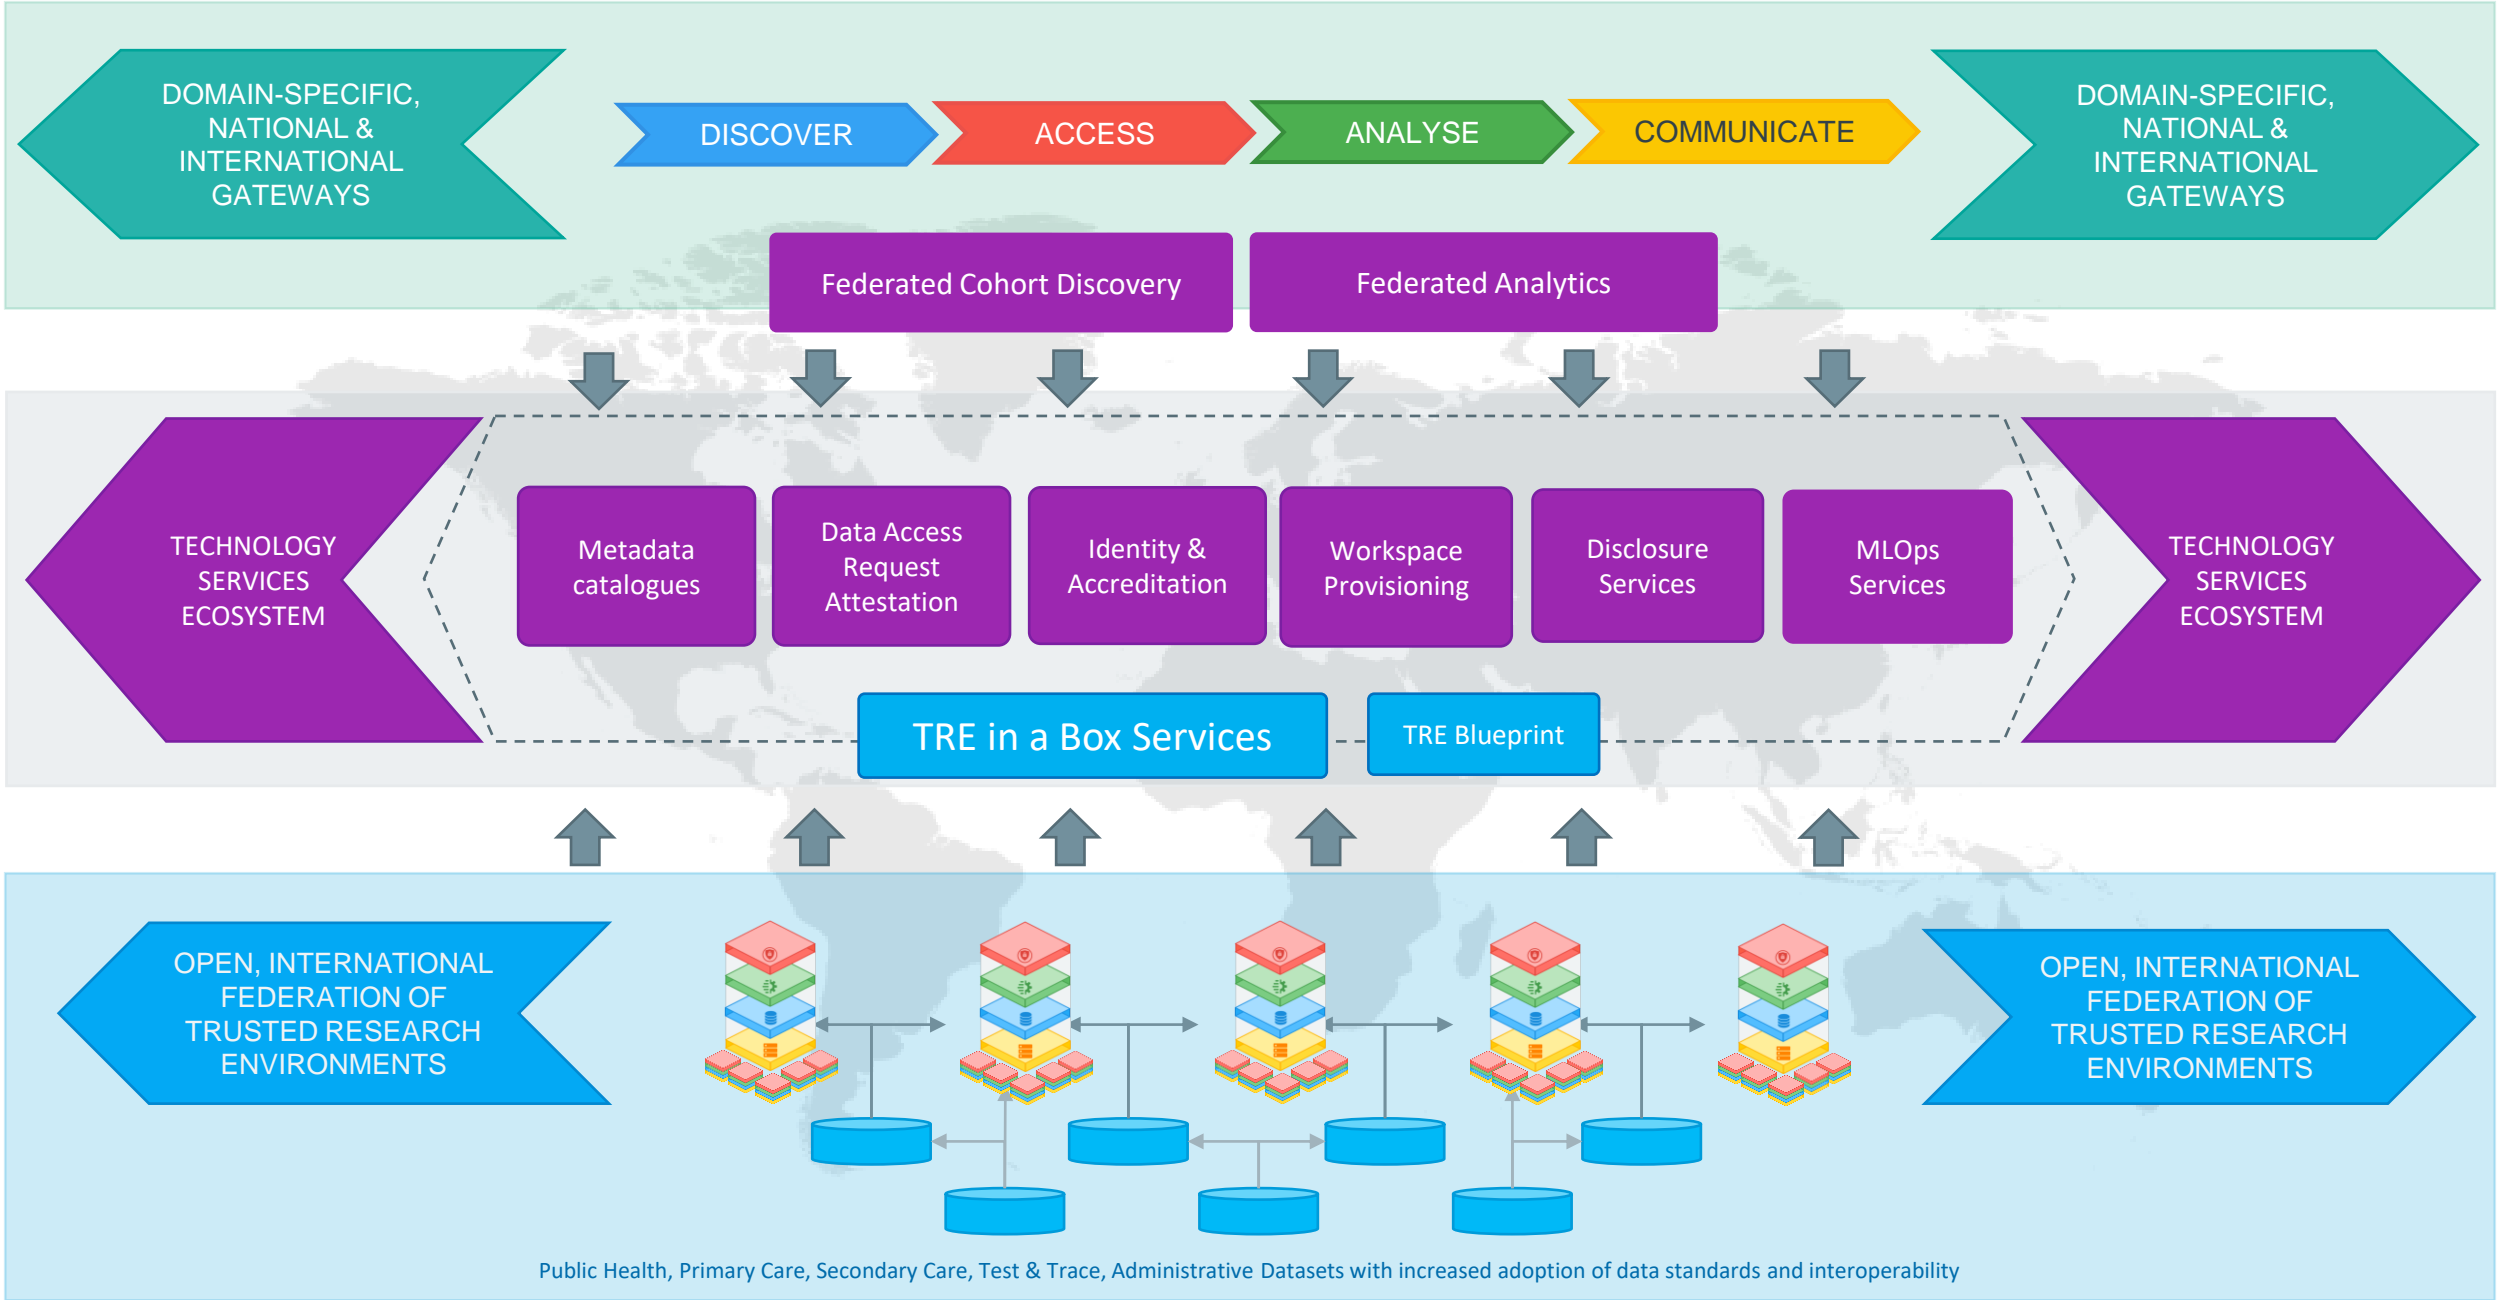 DOMAIN-SPECIFIC,
NATIONAL &
INTERNATIONAL
GATEWAYS
DISCOVER
ACCESS
ANALYSE
COMMUNICATE
DOMAIN-SPECIFIC,
NATIONAL &
INTERNATIONAL
GATEWAYS
Federated Cohort Discovery
Federated Analytics
TECHNOLOGY
SERVICES
ECOSYSTEM
Metadata
catalogues
Data Access
Request
Attestation
Identity &
Accreditation
Workspace
Provisioning
Disclosure
Services
MLOps
Services
TECHNOLOGY
SERVICES
ECOSYSTEM
TRE in a Box Services
TRE Blueprint
OPEN, INTERNATIONAL
FEDERATION OF
TRUSTED RESEARCH
ENVIRONMENTS
OPEN, INTERNATIONAL
FEDERATION OF
TRUSTED RESEARCH
ENVIRONMENTS
Public Health, Primary Care, Secondary Care, Test & Trace, Administrative Datasets with increased adoption of data standards and interoperability